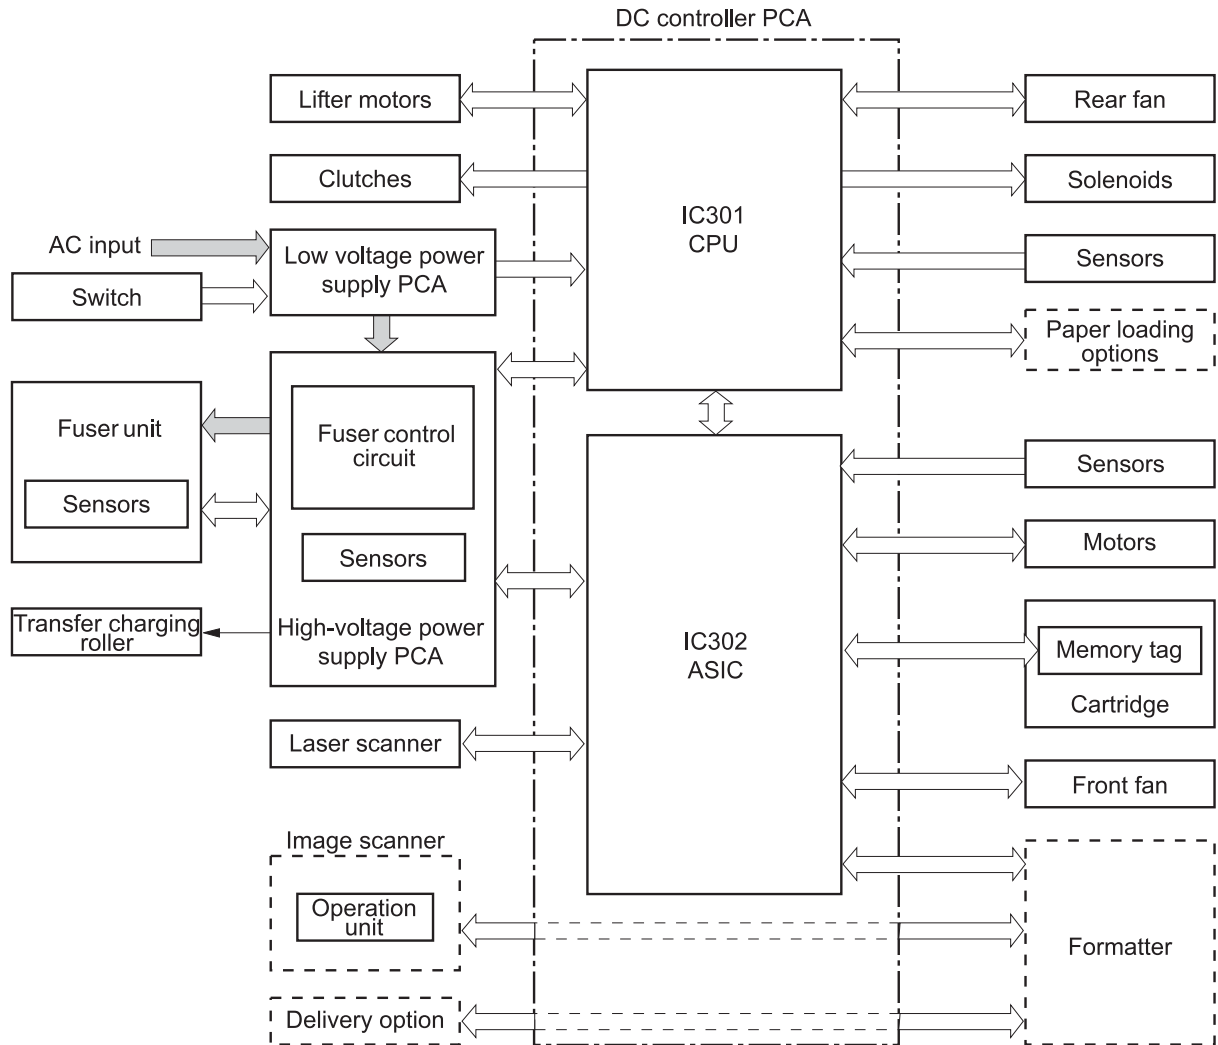 DC controller PCA
Lifter motors
Clutches
AC input
Switch
Low voltage power
supply PCA
Fuser unit
Sensors
Fuser control
circuit
Sensors
High-voltage power
supply PCA
Transfer charging
roller
Laser scanner
Image scanner
Operation
unit
Delivery option
IC301
CPU
IC302
ASIC
Rear fan
Solenoids
Sensors
Paper loading
options
Sensors
Motors
Memory tag
Cartridge
Front fan
Formatter